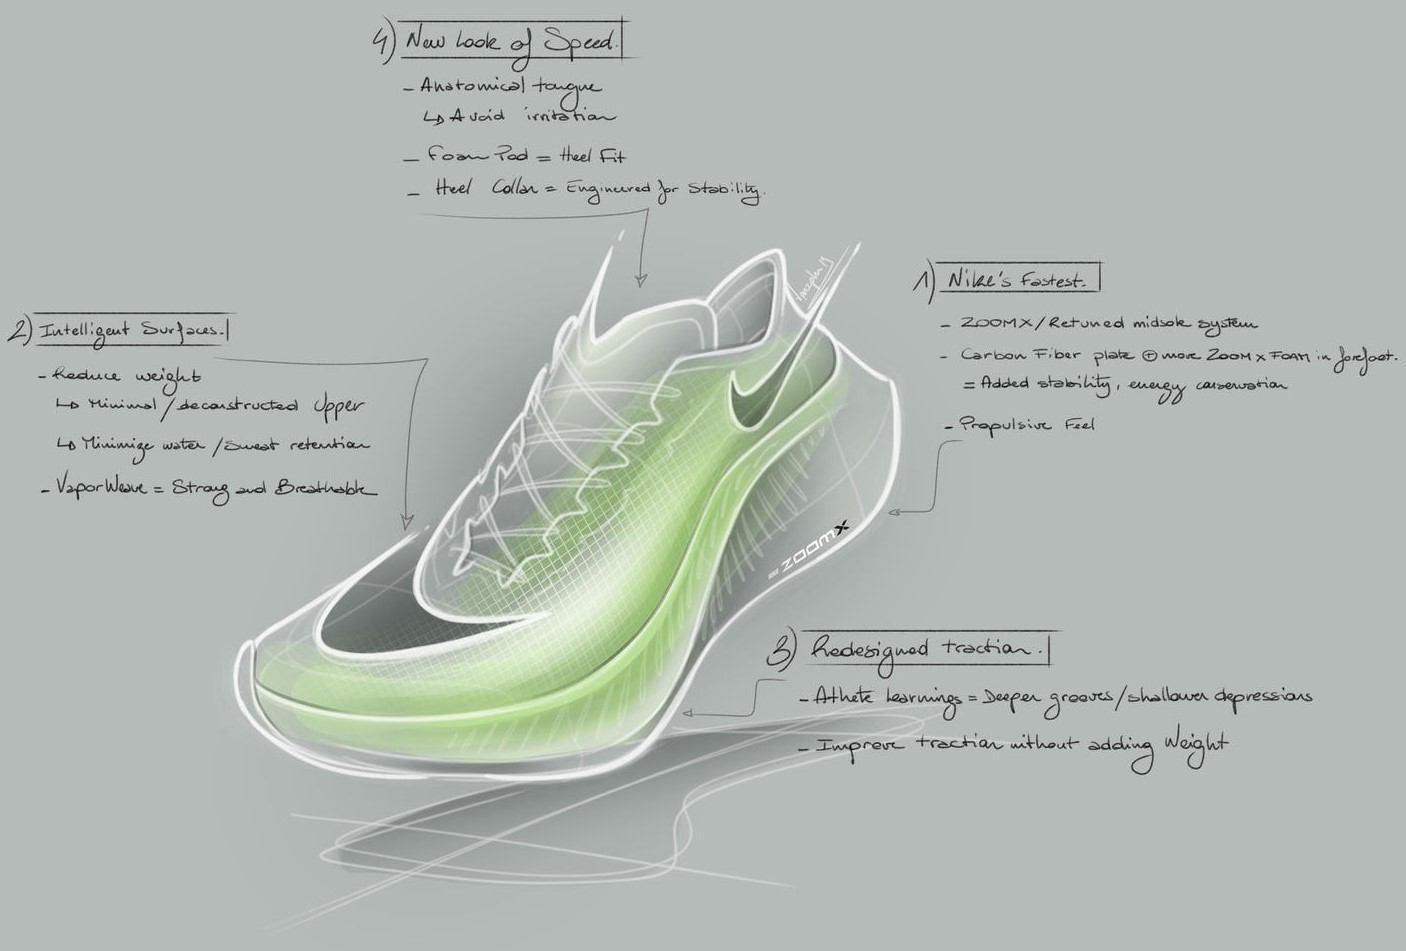 4) New Look of Speed.
- Anatomical tongue
↳ Avoid irritation
- Foam Pod = Heel Fit
- Heel Collar = Engineered for Stability.
1) Nike's Fastest.
- ZOOMX/Retuned midsole system
- Carbon Fiber plate ⊕ more ZOOMX FOAM in forefoot.
= Added stability, energy conservation
- Propulsive Feel
2) Intelligent Surfaces.
- Reduce weight
↳ Minimal/deconstructed Upper
↳ Minimize water/sweat retention
- VaporWeave = Strong and Breathable
ZOOMX
3) Redesigned traction.
- Athlete Learnings = Deeper grooves/shallower depressions
- Improve traction without adding Weight